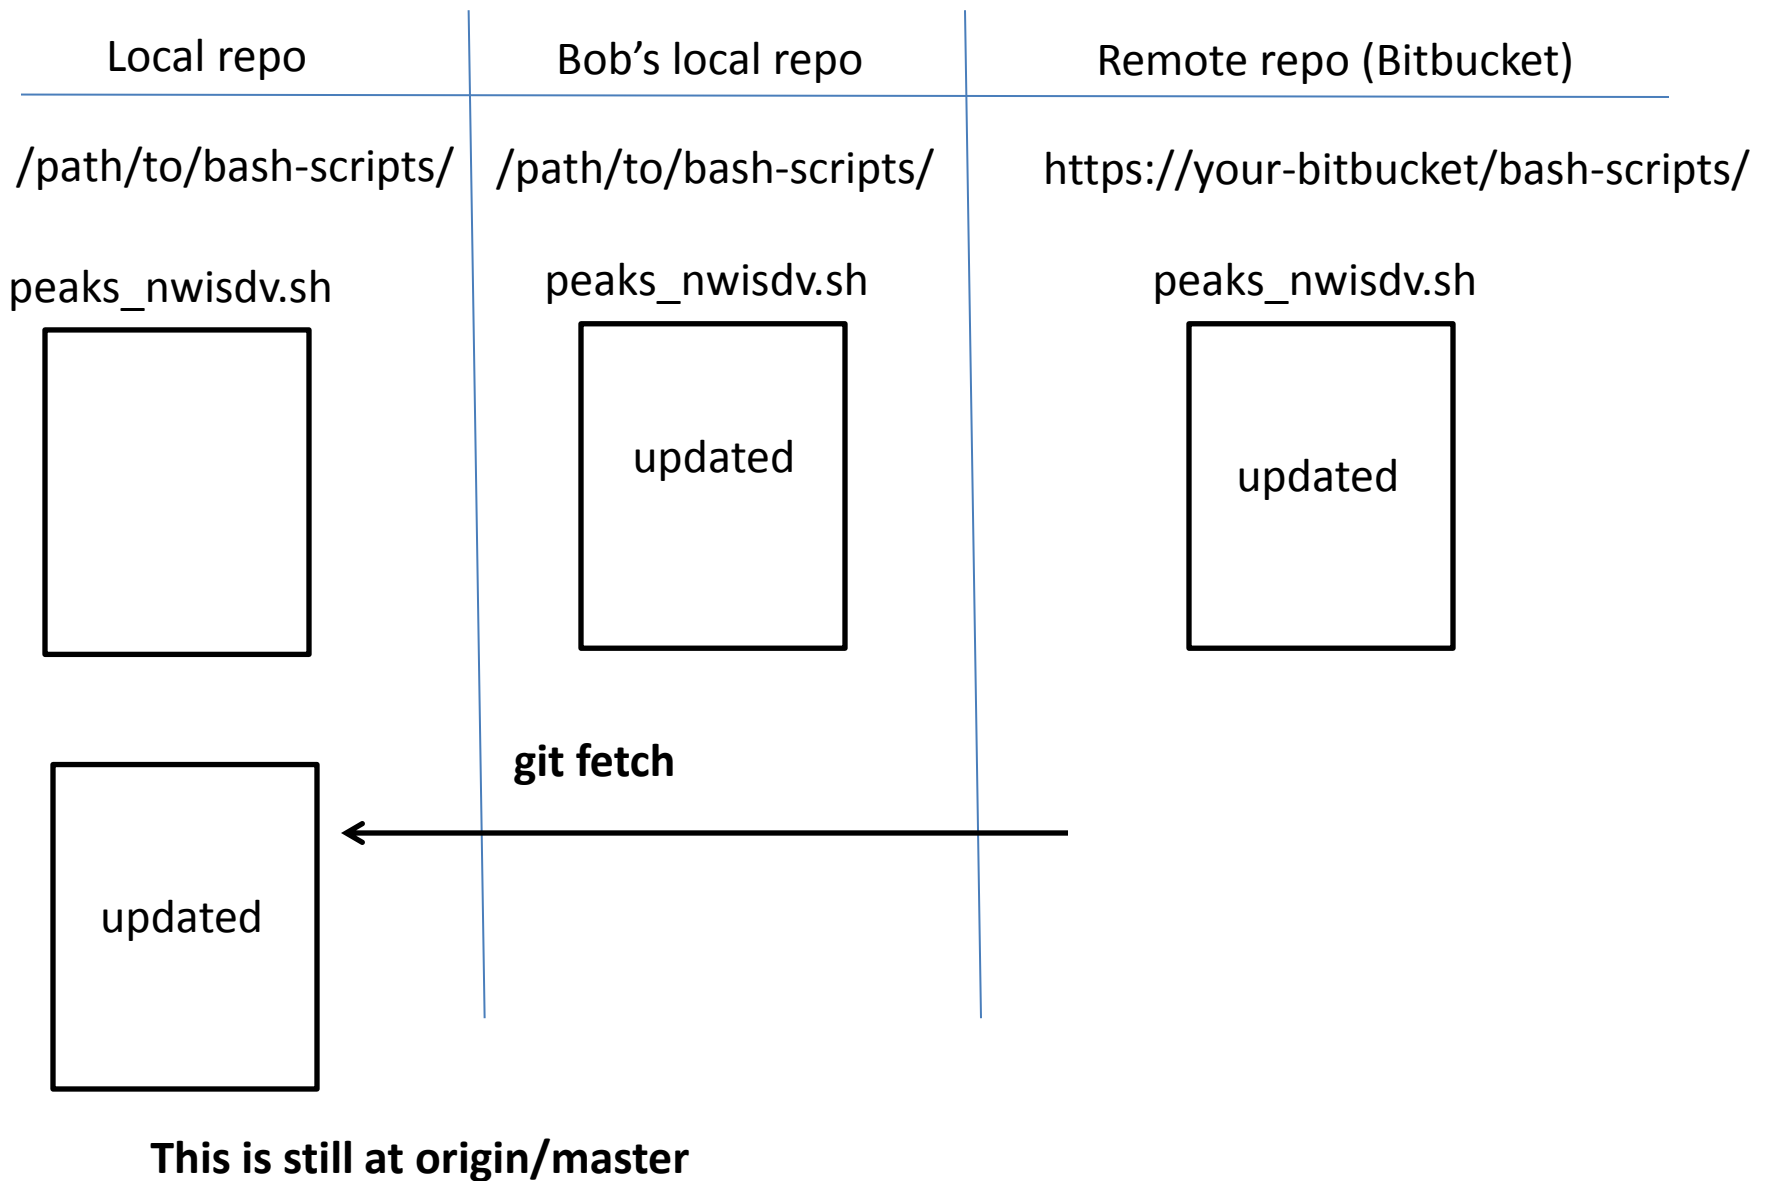 Local repo
Bob’s local repo
Remote repo (Bitbucket)
/path/to/bash-scripts/
/path/to/bash-scripts/
https://your-bitbucket/bash-scripts/
peaks_nwisdv.sh
peaks_nwisdv.sh
peaks_nwisdv.sh
updated
updated
git fetch
updated
This is still at origin/master